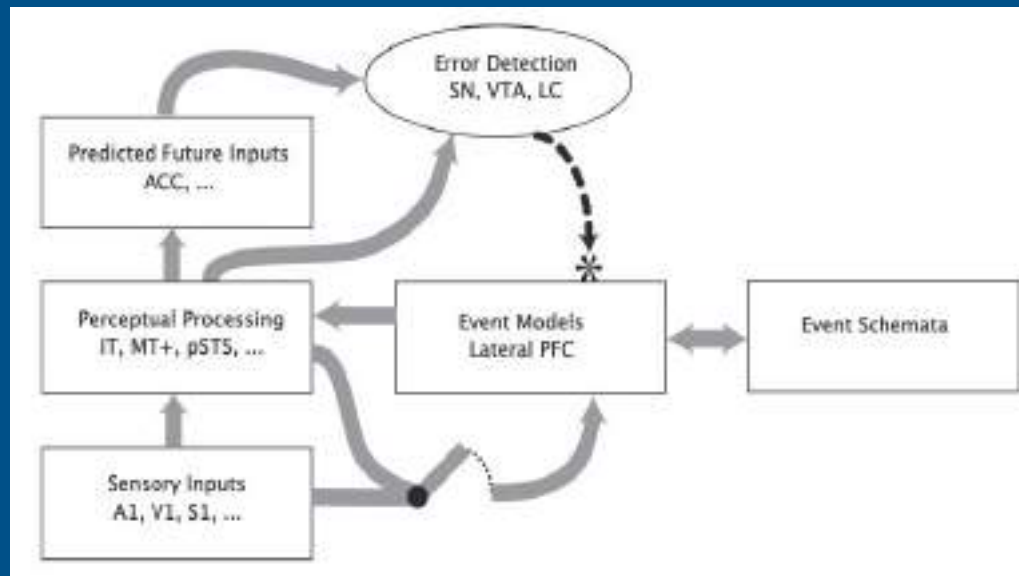 Error Detection
SN, VTA, LC
Predicted Future Inputs
ACC, ...
Perceptual Processing
IT, MT+, pSTS, ...
Event Models
Lateral PFC
Event Schemata
Sensory Inputs
A1, V1, S1, ...